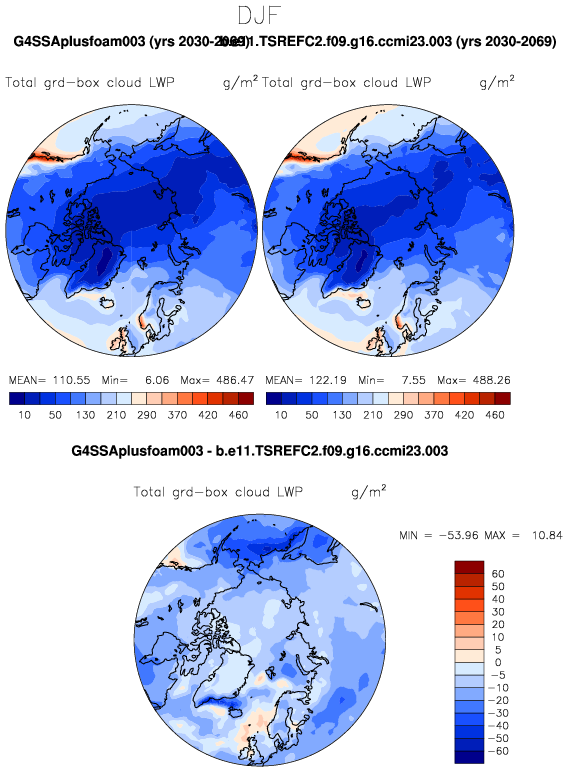 DJF
G4SSAplusfoam003 (yrs 2030-2069) b.e11.TSREFC2.f09.g16.ccmi23.003 (yrs 2030-2069)
Total grd-box cloud LWP g/m² Total grd-box cloud LWP g/m²
MEAN= 110.55 Min= 6.06 Max= 486.47 MEAN= 122.19 Min= 7.55 Max= 488.26
10 50 130 210 290 370 420 460 10 50 130 210 290 370 420 460
G4SSAplusfoam003 - b.e11.TSREFC2.f09.g16.ccmi23.003
Total grd-box cloud LWP g/m²
MIN = -53.96 MAX = 10.84
60
50
40
30
20
10
5
0
-5
-10
-20
-30
-40
-50
-60